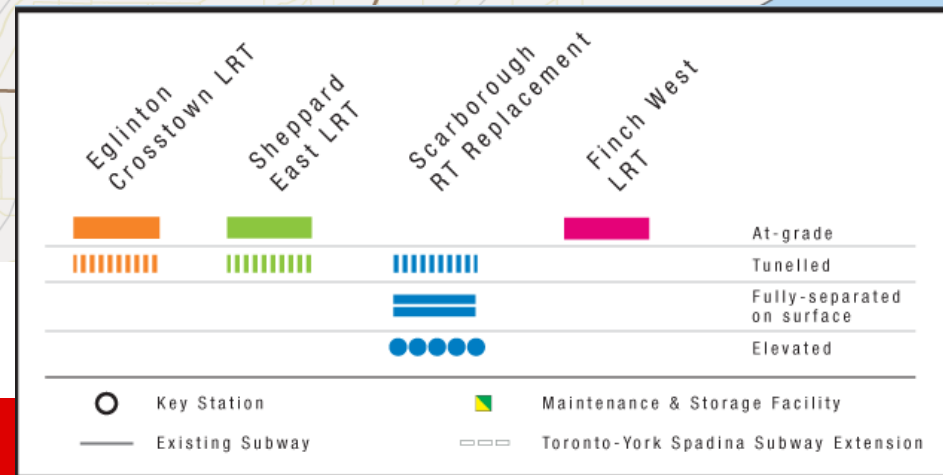 Eglinton
Crosstown LRT
Sheppard
East LRT
Scarborough
RT Replacement
Finch West
LRT
At-grade
Tunelled
Fully-separated
on surface
Elevated
Key Station
Maintenance & Storage Facility
Existing Subway
Toronto-York Spadina Subway Extension